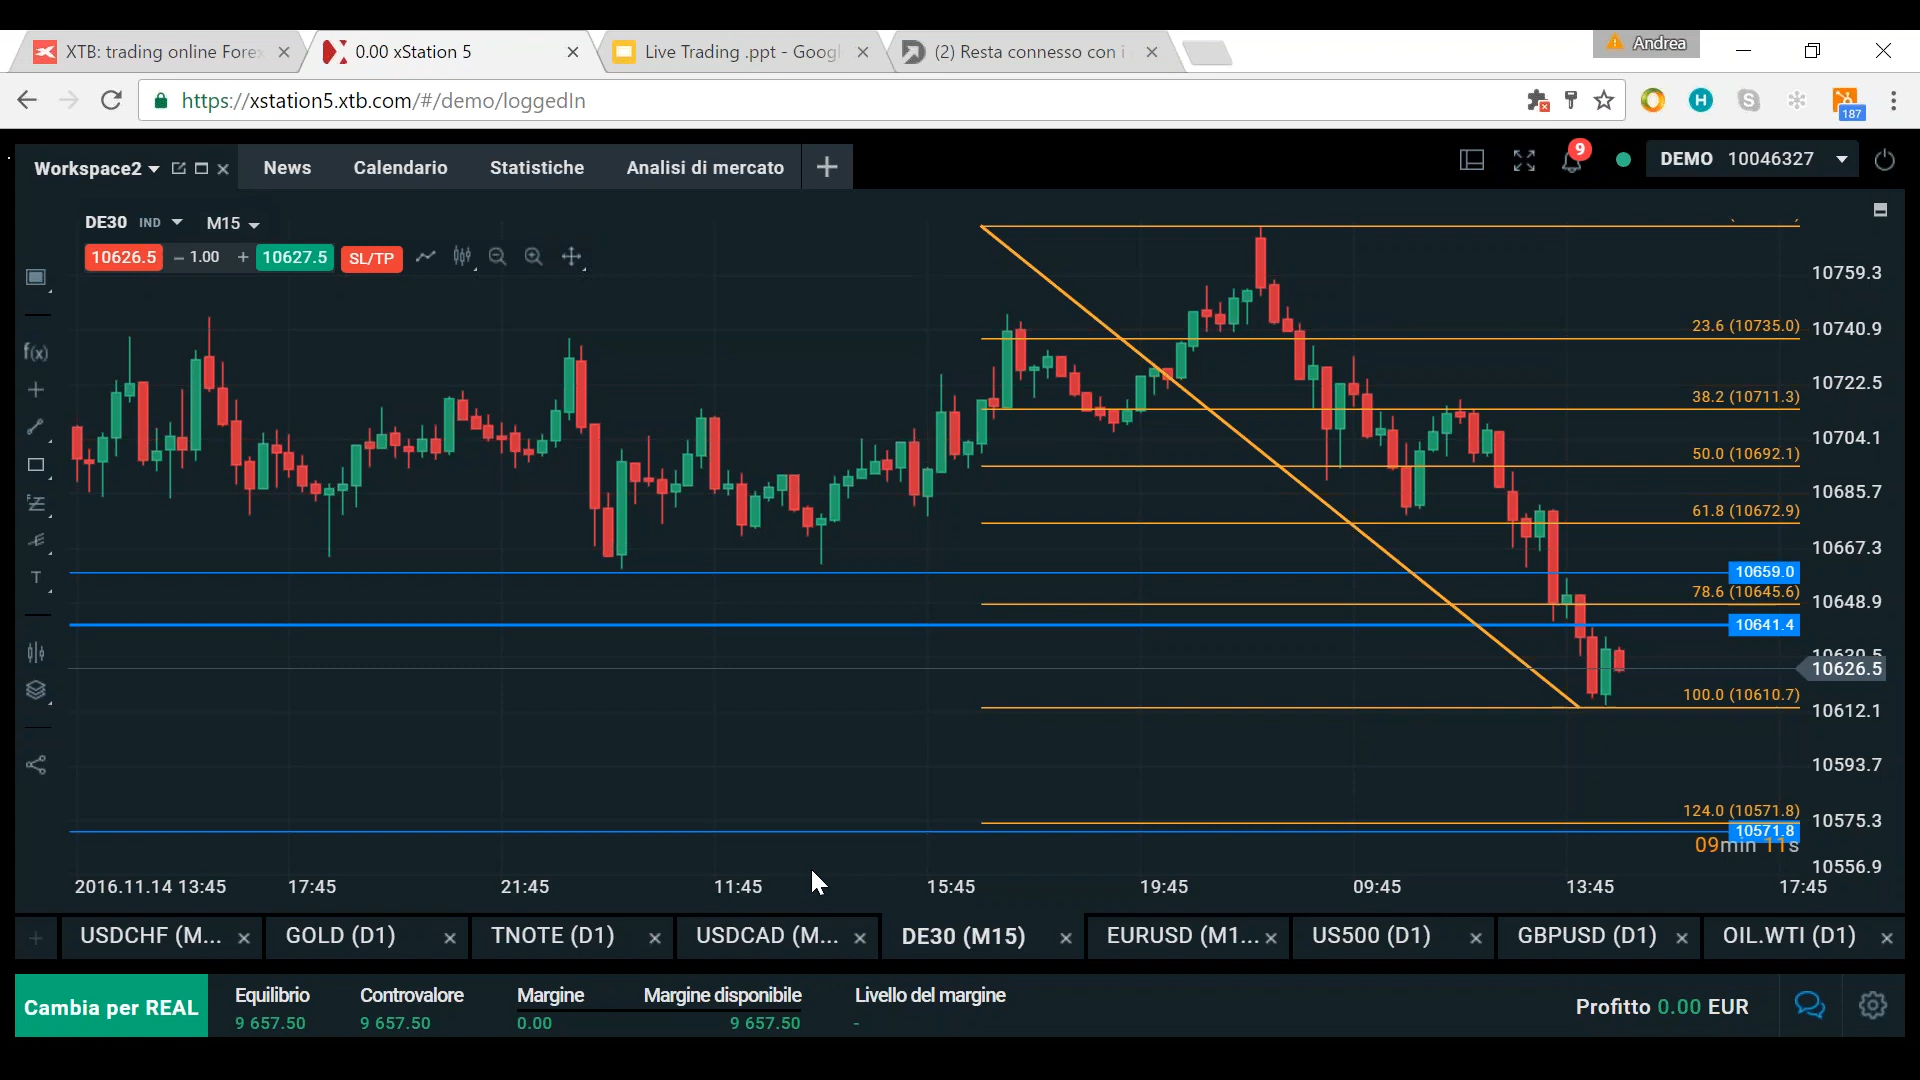 XTB: trading online Fore
0.00 xStation 5
Live Trading .ppt - Googl
(2) Resta connesso con i
Andrea
https://xstation5.xtb.com/#/demo/loggedIn
187
Workspace2
News
Calendario
Statistiche
Analisi di mercato
9
DEMO 10046327
DE30 IND
M15
10626.5
– 1.00 +
10627.5
SL/TP
10759.3
23.6 (10735.0)
10740.9
10722.5
38.2 (10711.3)
10704.1
50.0 (10692.1)
10685.7
61.8 (10672.9)
10667.3
10659.0
78.6 (10645.6)
10648.9
10641.4
10626.5
100.0 (10610.7)
10612.1
10593.7
124.0 (10571.8)
10575.3
10571.8
09min 11s
10556.9
2016.11.14 13:45 17:45 21:45 11:45 15:45 19:45 09:45 13:45 17:45
USDCHF (M...
GOLD (D1)
TNOTE (D1)
USDCAD (M...
DE30 (M15)
EURUSD (M1...
US500 (D1)
GBPUSD (D1)
OIL.WTI (D1)
Cambia per REAL
Equilibrio Controvalore Margine Margine disponibile Livello del margine
9 657.50 9 657.50 0.00 9 657.50 -
Profitto 0.00 EUR
f(x)
T